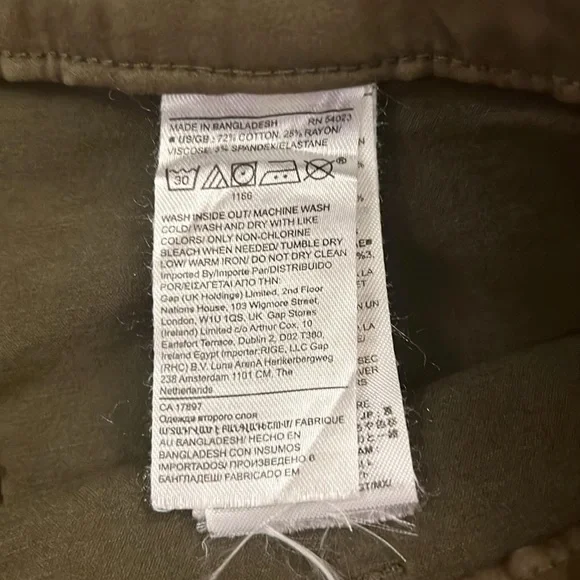 MADE IN BANGLADESH RN 54023
US/GB : 72% COTTON, 25% RAYON/
VISCOSE, 3% SPANDEX/ELASTANE
30
®
1166
WASH INSIDE OUT/ MACHINE WASH
COLD/ WASH AND DRY WITH LIKE
COLORS/ ONLY NON-CHLORINE
BLEACH WHEN NEEDED/ TUMBLE DRY
LOW/ WARM IRON/ DO NOT DRY CLEAN
Imported By/Importe Par/DISTRIBUIDO
POR/ΕΙΣΑΓΕΤΑΙ ΑΠΟ ΤΗΝ:
Gap (UK Holdings) Limited, 2nd Floor
Nations House, 103 Wigmore Street,
London, W1U 1QS, UK Gap Stores
(Ireland) Limited c/o Arthur Cox, 10
Earlsfort Terrace, Dublin 2, D02 T380,
Ireland Egypt Importer:RIGE, LLC Gap
(RHC) B.V. Luna ArenA Herikerbergweg
238 Amsterdam 1101 CM, The
Netherlands
CA 17897
Одежда второго слоя
FABRIQUE
AU BANGLADESH/ HECHO EN
BANGLADESH CON INSUMOS
IMPORTADOS/ ПРОИЗВЕДЕНО В
БАНГЛАДЕШ/ FABRICADO EM